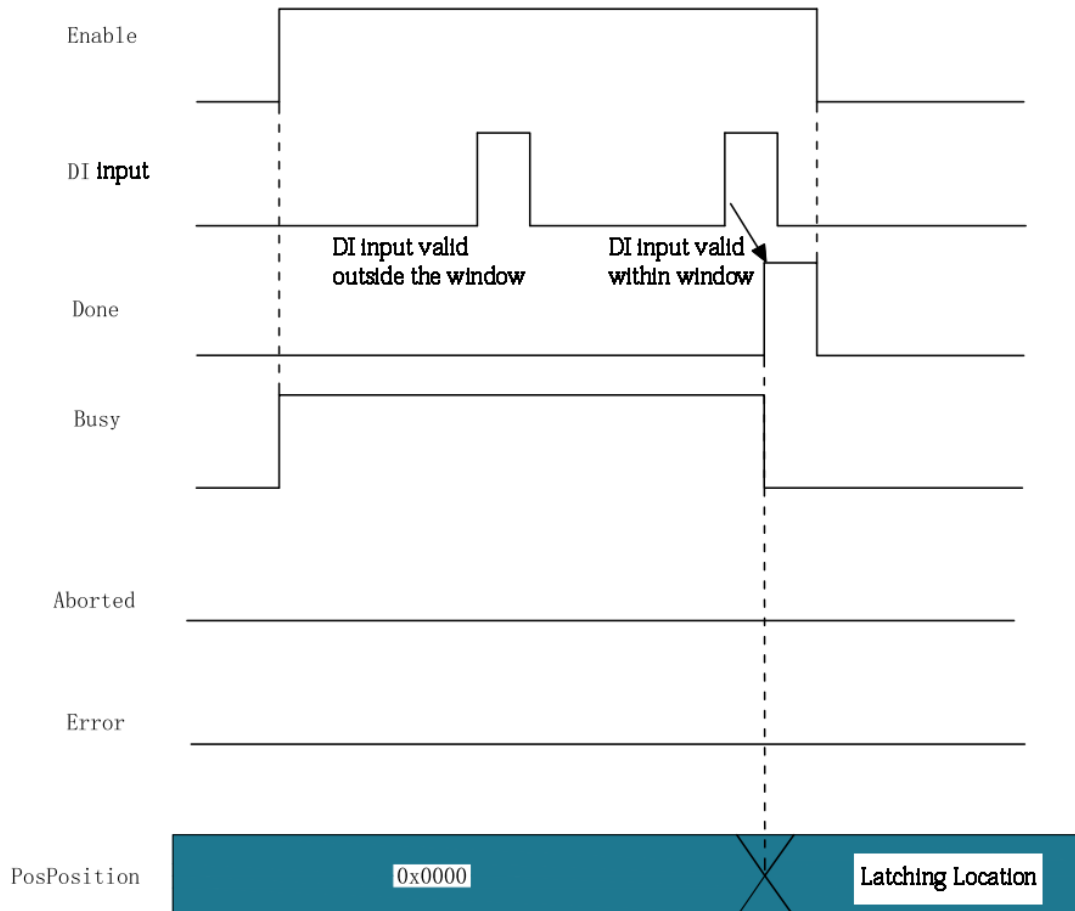 Enable
DI input
DI input valid
outside the window
DI input valid
within window
Done
Busy
Aborted
Error
PosPosition
0x0000
Latching Location